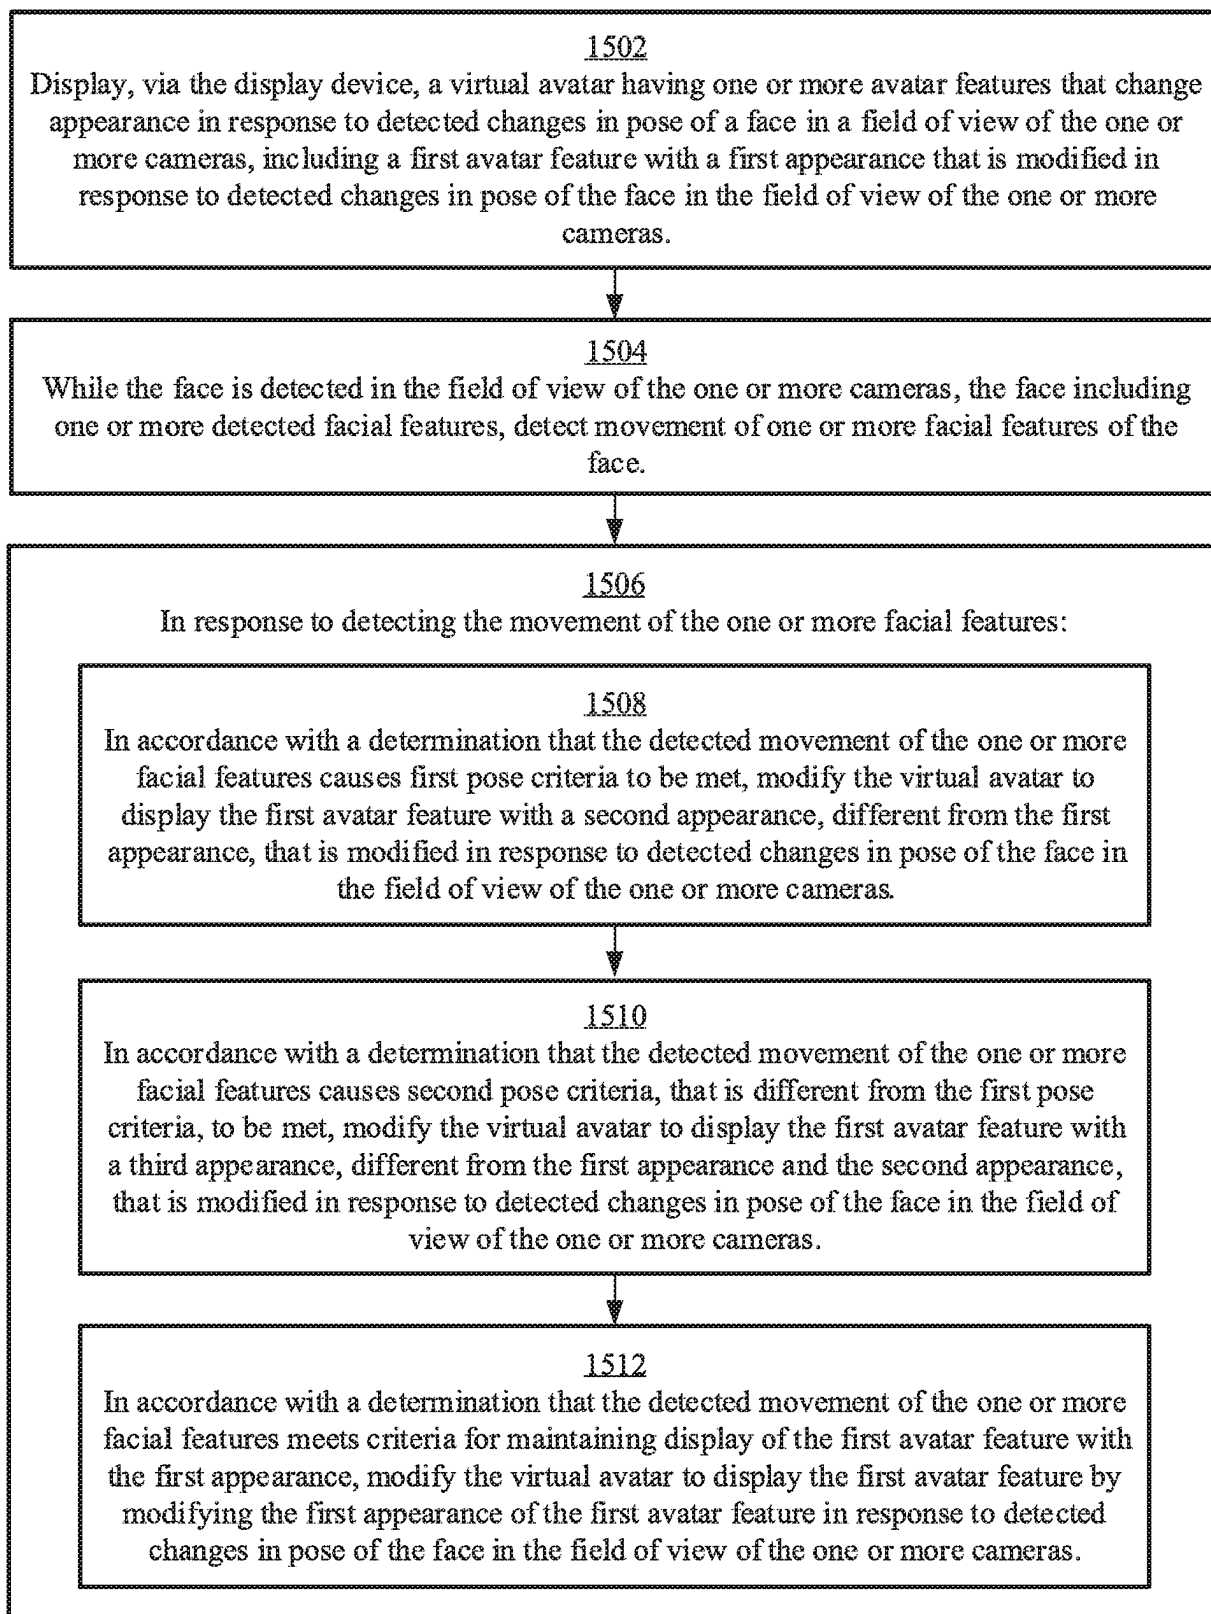 1502
Display, via the display device, a virtual avatar having one or more avatar features that change
appearance in response to detected changes in pose of a face in a field of view of the one or
more cameras, including a first avatar feature with a first appearance that is modified in
response to detected changes in pose of the face in the field of view of the one or more
cameras.
1504
While the face is detected in the field of view of the one or more cameras, the face including
one or more detected facial features, detect movement of one or more facial features of the
face.
1506
In response to detecting the movement of the one or more facial features:
1508
In accordance with a determination that the detected movement of the one or more
facial features causes first pose criteria to be met, modify the virtual avatar to
display the first avatar feature with a second appearance, different from the first
appearance, that is modified in response to detected changes in pose of the face in
the field of view of the one or more cameras.
1510
In accordance with a determination that the detected movement of the one or more
facial features causes second pose criteria, that is different from the first pose
criteria, to be met, modify the virtual avatar to display the first avatar feature with
a third appearance, different from the first appearance and the second appearance,
that is modified in response to detected changes in pose of the face in the field of
view of the one or more cameras.
1512
In accordance with a determination that the detected movement of the one or more
facial features meets criteria for maintaining display of the first avatar feature with
the first appearance, modify the virtual avatar to display the first avatar feature by
modifying the first appearance of the first avatar feature in response to detected
changes in pose of the face in the field of view of the one or more cameras.